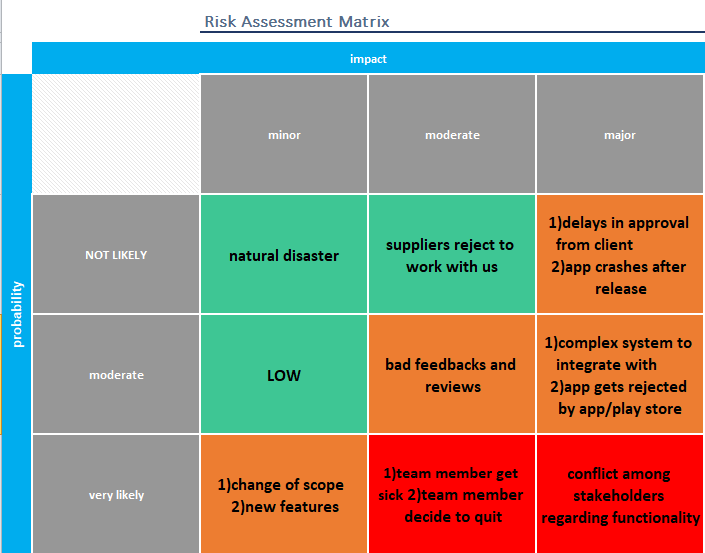 Risk Assessment Matrix
impact
minor
moderate
major
probability
NOT LIKELY
natural disaster
suppliers reject to
work with us
1)delays in approval
from client
2)app crashes after
release
moderate
LOW
bad feedbacks and
reviews
1)complex system to
integrate with
2)app gets rejected
by app/play store
very likely
1)change of scope
2)new features
1)team member get
sick 2)team member
decide to quit
conflict among
stakeholders
regarding functionality